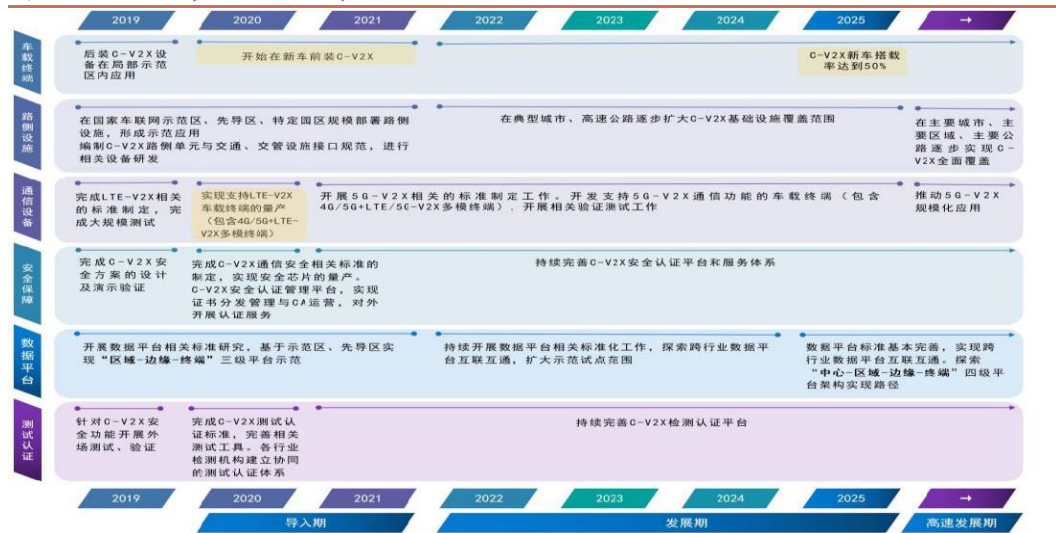 2019 2020 2021 2022 2023 2024 2025 →
车载终端
后装C-V2X设
备在局部示范
区内应用
开始在新车前装C-V2X
C-V2X新车搭载
率达到50%
路侧设施
在国家车联网示范区、先导区、特定园区规模部署路侧
设施，形成示范应用
编制C-V2X路侧单元与交通、交管设施接口规范，进行
相关设备研发
在典型城市、高速公路逐步扩大C-V2X基础设施覆盖范围
在主要城市、主
要区域、主要公
路逐步实现C-
V2X全面覆盖
通信设备
完成LTE-V2X相关
的标准制定，完
成大规模测试
实现支持LTE-V2X
车载终端的量产
（包含4G/5G+LTE-
V2X多模终端）
开展5G-V2X相关的标准制定工作。开发支持5G-V2X通信功能的车载终端（包含
4G/5G+LTE/5G-V2X多模终端）．开展相关验证测试工作
推动5G-V2X
规模化应用
安全保障
完成C-V2X安
全方案的设计
及演示验证
完成C-V2X通信安全相关标准的
制定，实现安全芯片的量产。
C-V2X安全认证管理平台，实现
证书分发管理与CA运营，对外
开展认证服务
持续完善C-V2X安全认证平台和服务体系
数据平台
开展数据平台相关标准研究，基于示范区、先导区实
现“区域-边缘-终端”三级平台示范
持续开展数据平台相关标准化工作，探索跨行业数据平
台互联互通，扩大示范试点范围
数据平台标准基本完善，实现跨
行业数据平台互联互通。探索
“中心-区域-边缘-终端”四级平
台架构实现路径
测试认证
针对C-V2X安
全功能开展外
场测试、验证
完成C-V2X测试认
证标准，完善相关
测试工具。各行业
检测机构建立协同
的测试认证体系
持续完善C-V2X检测认证平台
2019 2020 2021 2022 2023 2024 2025 →
导入期 发展期 高速发展期